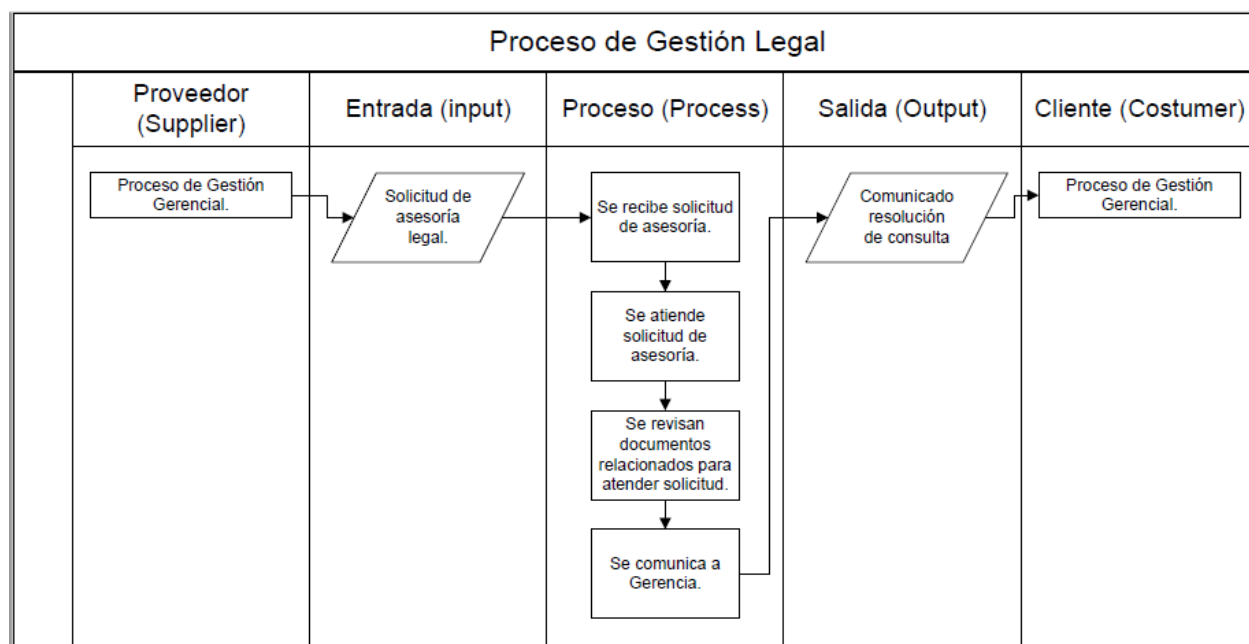 Proceso de Gestión Legal
Proveedor
(Supplier)
Entrada (input)
Proceso (Process)
Salida (Output)
Cliente (Costumer)
Proceso de Gestión
Gerencial.
Solicitud de
asesoría
legal.
Se recibe solicitud
de asesoría.
Se atiende
solicitud de
asesoría.
Se revisan
documentos
relacionados para
atender solicitud.
Se comunica a
Gerencia.
Comunicado
resolución
de consulta
Proceso de Gestión
Gerencial.